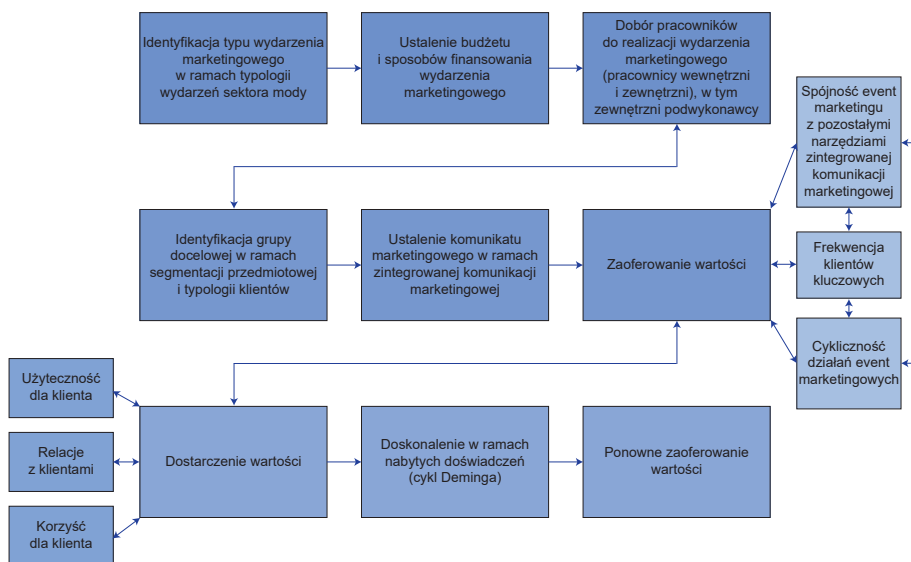 Identyfikacja typu wydarzenia
marketingowego
w ramach typologii
wydarzeń sektora mody
Ustalenie budżetu
i sposobów finansowania
wydarzenia
marketingowego
Dobór pracowników
do realizacji wydarzenia
marketingowego
(pracownicy wewnętrzni
i zewnętrzni), w tym
zewnętrzni podwykonawcy
Spójność event
marketingu
z pozostałymi
narzędziami
zintegrowanej
komunikacji
marketingowej
Identyfikacja grupy
docelowej w ramach
segmentacji przedmiotowej
i typologii klientów
Ustalenie komunikatu
marketingowego w ramach
zintegrowanej komunikacji
marketingowej
Zaoferowanie wartości
Frekwencja
klientów
kluczowych
Cykliczność
działań event
marketingowych
Użyteczność
dla klienta
Relacje
z klientami
Korzyść
dla klienta
Dostarczenie wartości
Doskonalenie w ramach
nabytych doświadczeń
(cykl Deminga)
Ponowne zaoferowanie
wartości